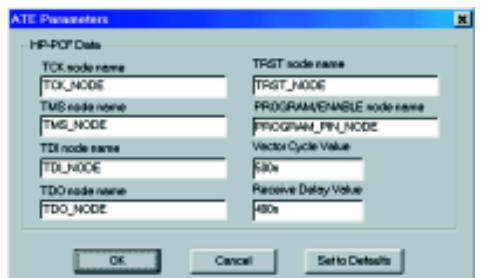 ATE Parameters
HP-PCF Data
TCK node name
TCK_NODE
TMS node name
TMS_NODE
TDI node name
TDI_NODE
TDO node name
TDO_NODE
TRST node name
TRST_NODE
PROGRAM/ENABLE node name
PROGRAM_PIN_NODE
Vector Cycle Value
500n
Receive Delay Value
400n
OK
Cancel
Set to Defaults